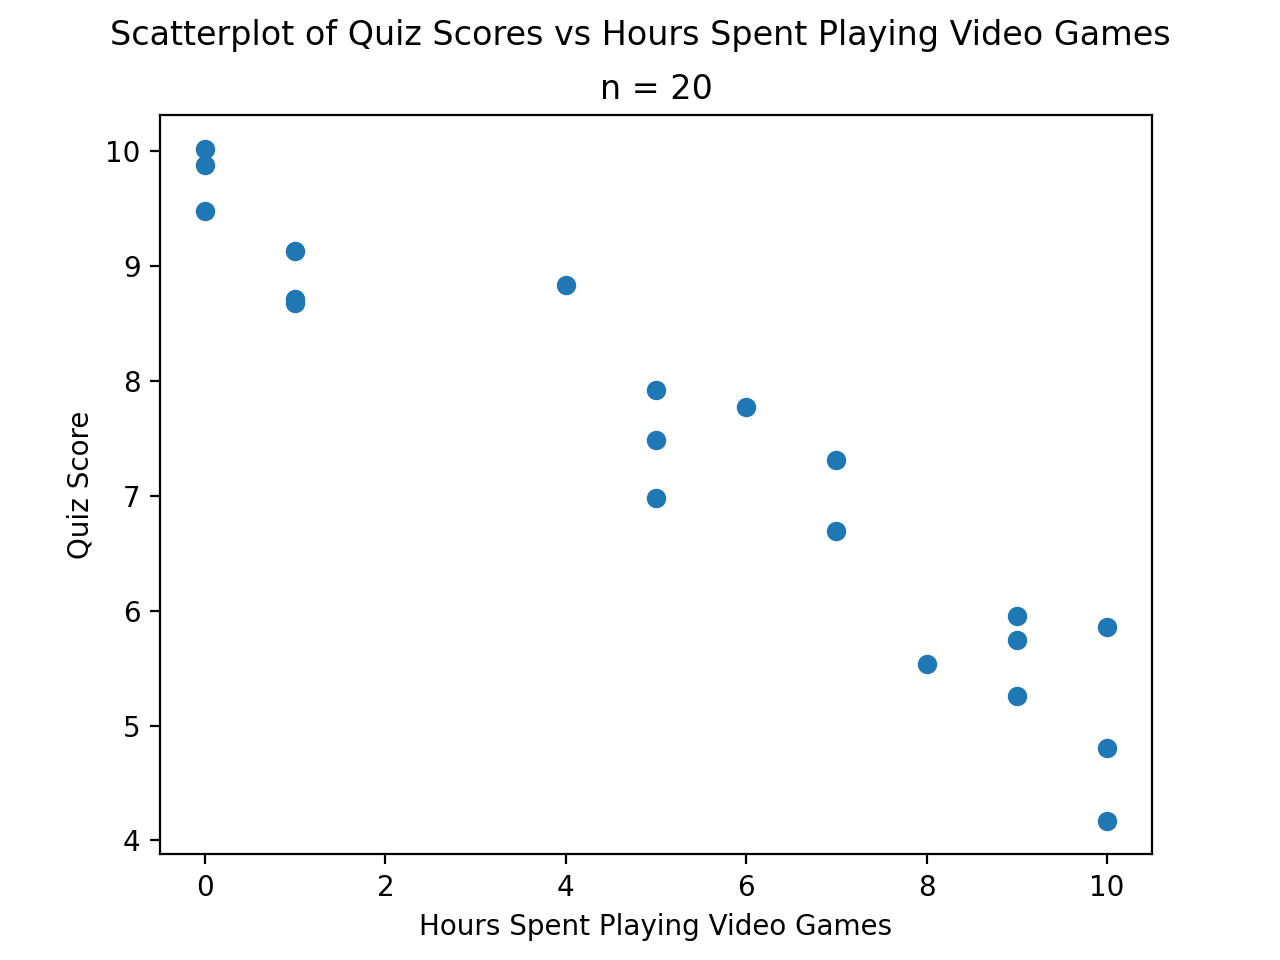 Scatterplot of Quiz Scores vs Hours Spent Playing Video Games
n = 20
10
9
8
7
6
5
4
Quiz Score
0 2 4 6 8 10
Hours Spent Playing Video Games